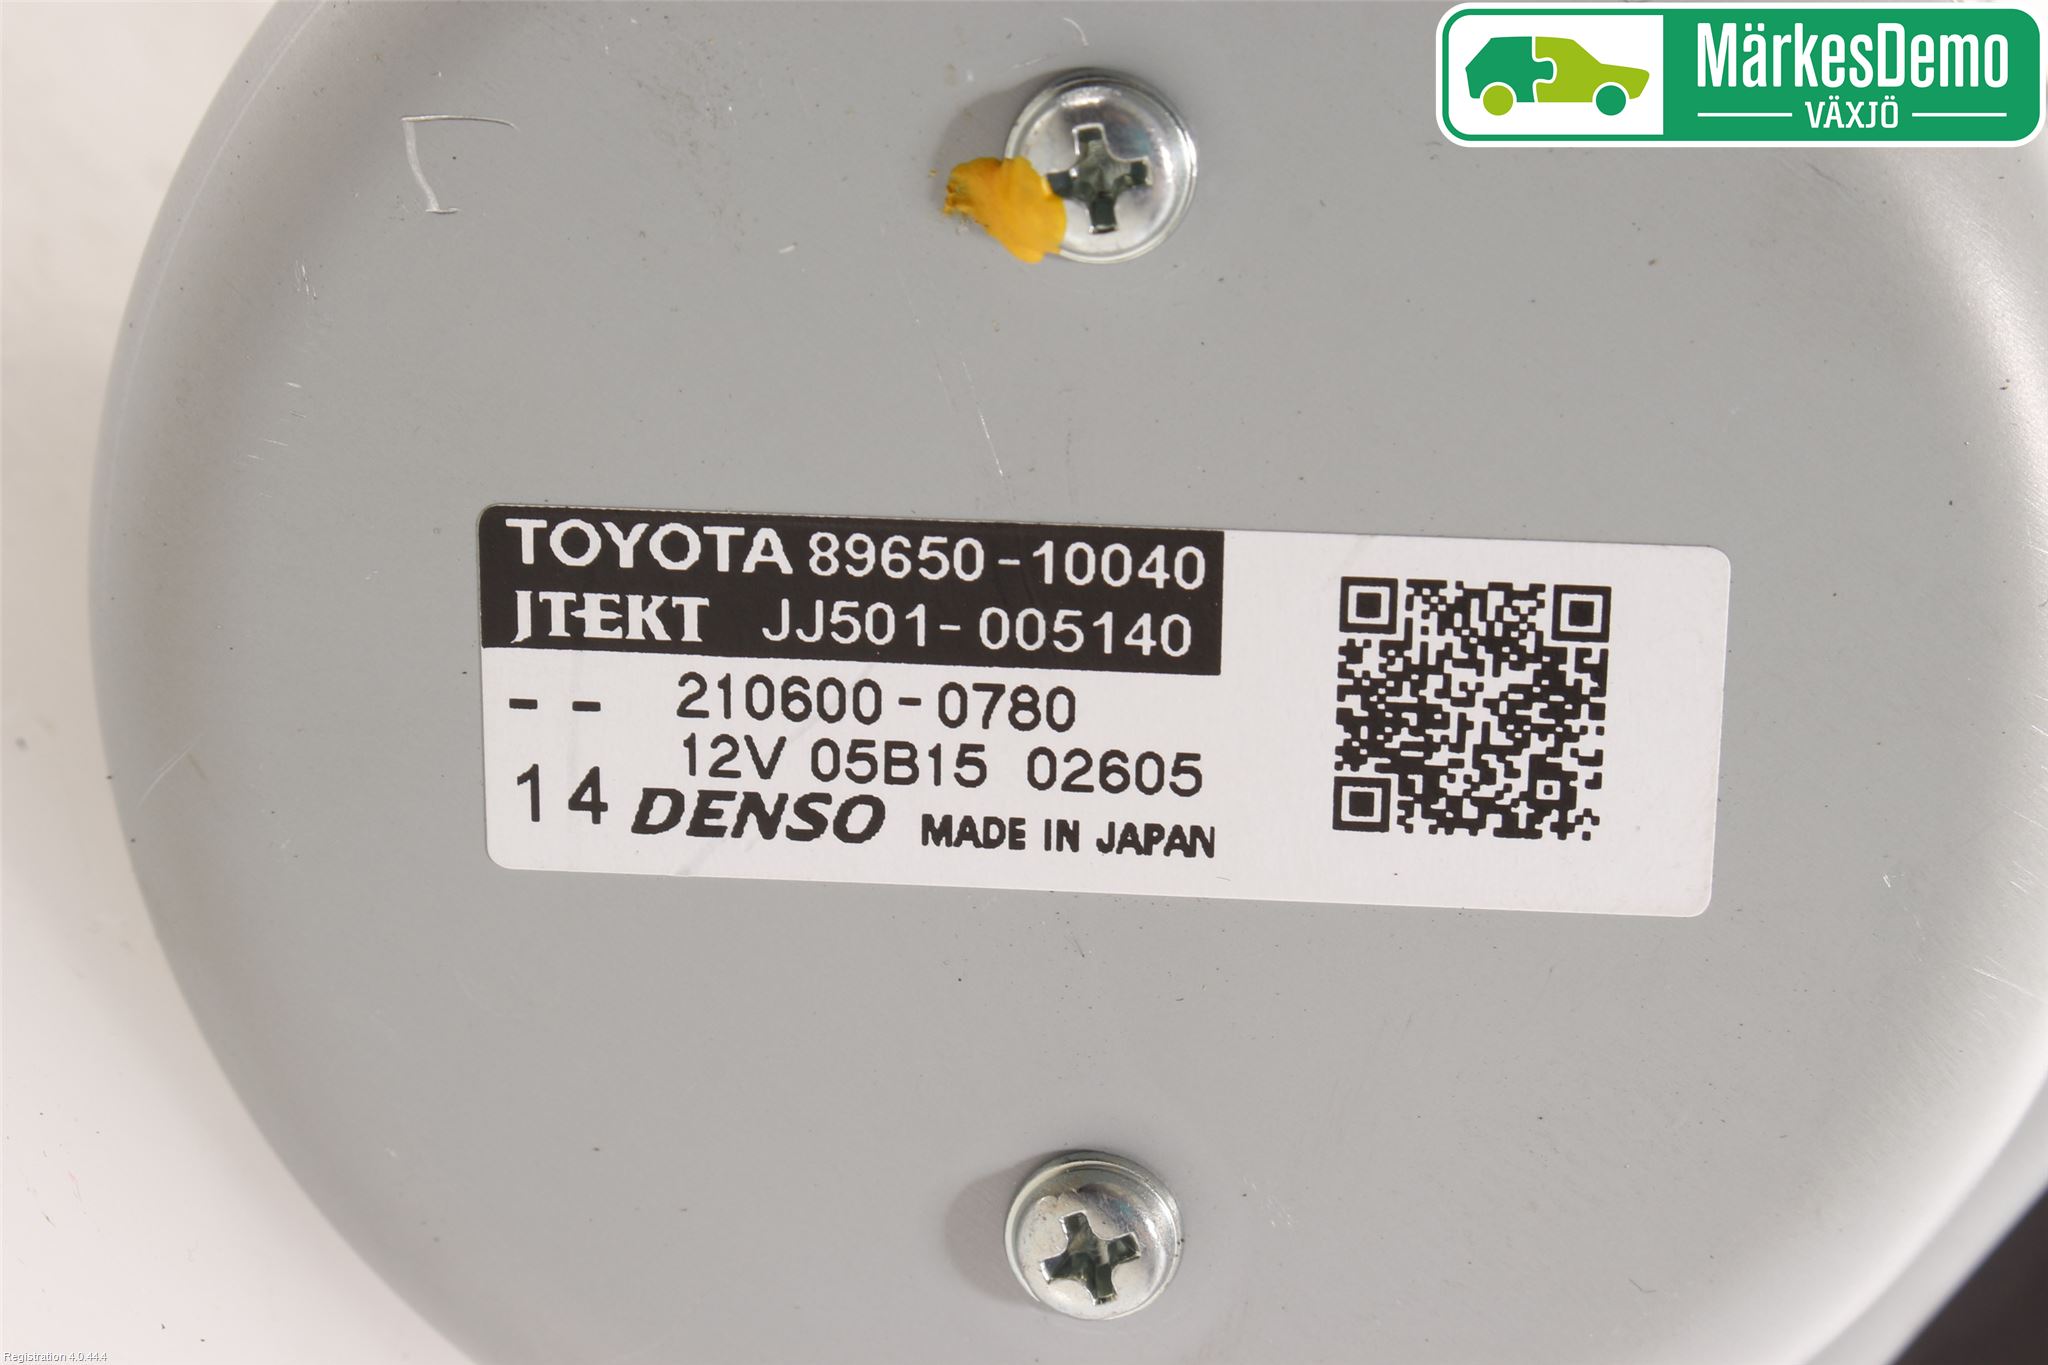 MärkesDemo
VÄXJÖ
TOYOTA 89650-10040
JTEKT JJ501-005140
-- 210600-0780
12V 05B15 02605
14 DENSO MADE IN JAPAN
Registration 4.0.44.4